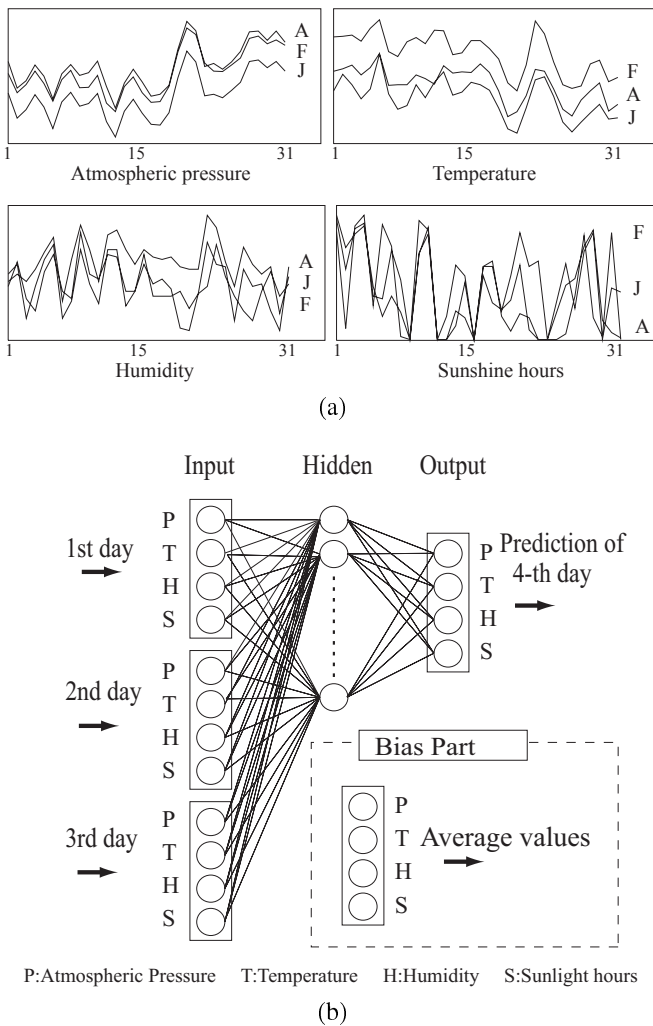 A
F
J
1 15 31
Atmospheric pressure
F
A
J
1 15 31
Temperature
A
J
F
1 15 31
Humidity
F
J
A
1 15 31
Sunshine hours
(a)
Input Hidden Output
1st day
P
T
H
S
2nd day
P
T
H
S
3rd day
P
T
H
S
P
T
H
S
Prediction of
4-th day
Bias Part
P
T
H
S
Average values
P:Atmospheric Pressure T:Temperature H:Humidity S:Sunlight hours
(b)